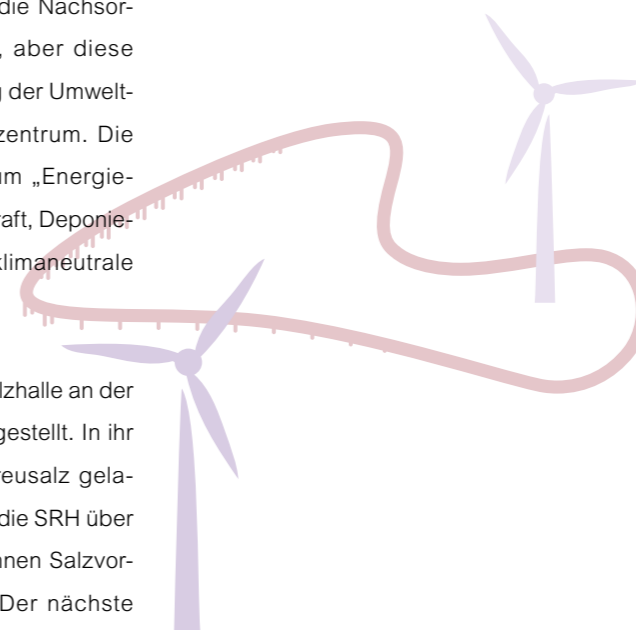 die Nachsor-
, aber diese
g der Umwelt-
zentrum. Die
um „Energie-
raft, Deponie-
klimaneutrale
lzhalle an der
gestellt. In ihr
reusalz gela-
die SRH über
nnen Salzvor-
Der nächste